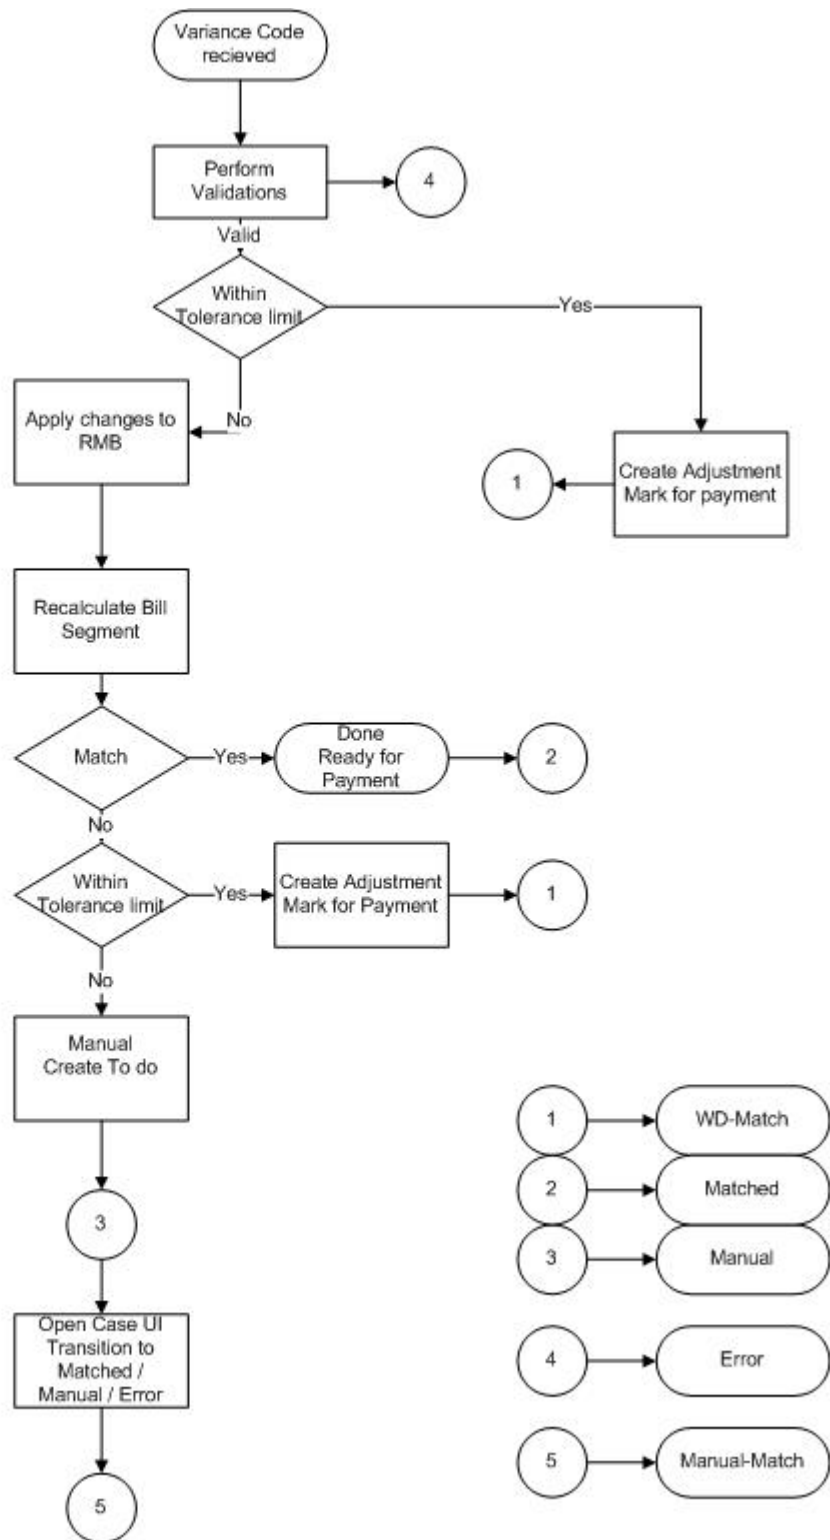 Variance Code
recieved
Perform
Validations
4
Valid
Within
Tolerance limit
Yes
No
Apply changes to
RMB
1
Create Adjustment
Mark for payment
Recalculate Bill
Segment
Match
Yes
Done
Ready for
Payment
2
No
Within
Tolerance limit
Yes
Create Adjustment
Mark for Payment
1
No
Manual
Create To do
3
Open Case UI
Transition to
Matched /
Manual / Error
5
1
WD-Match
2
Matched
3
Manual
4
Error
5
Manual-Match